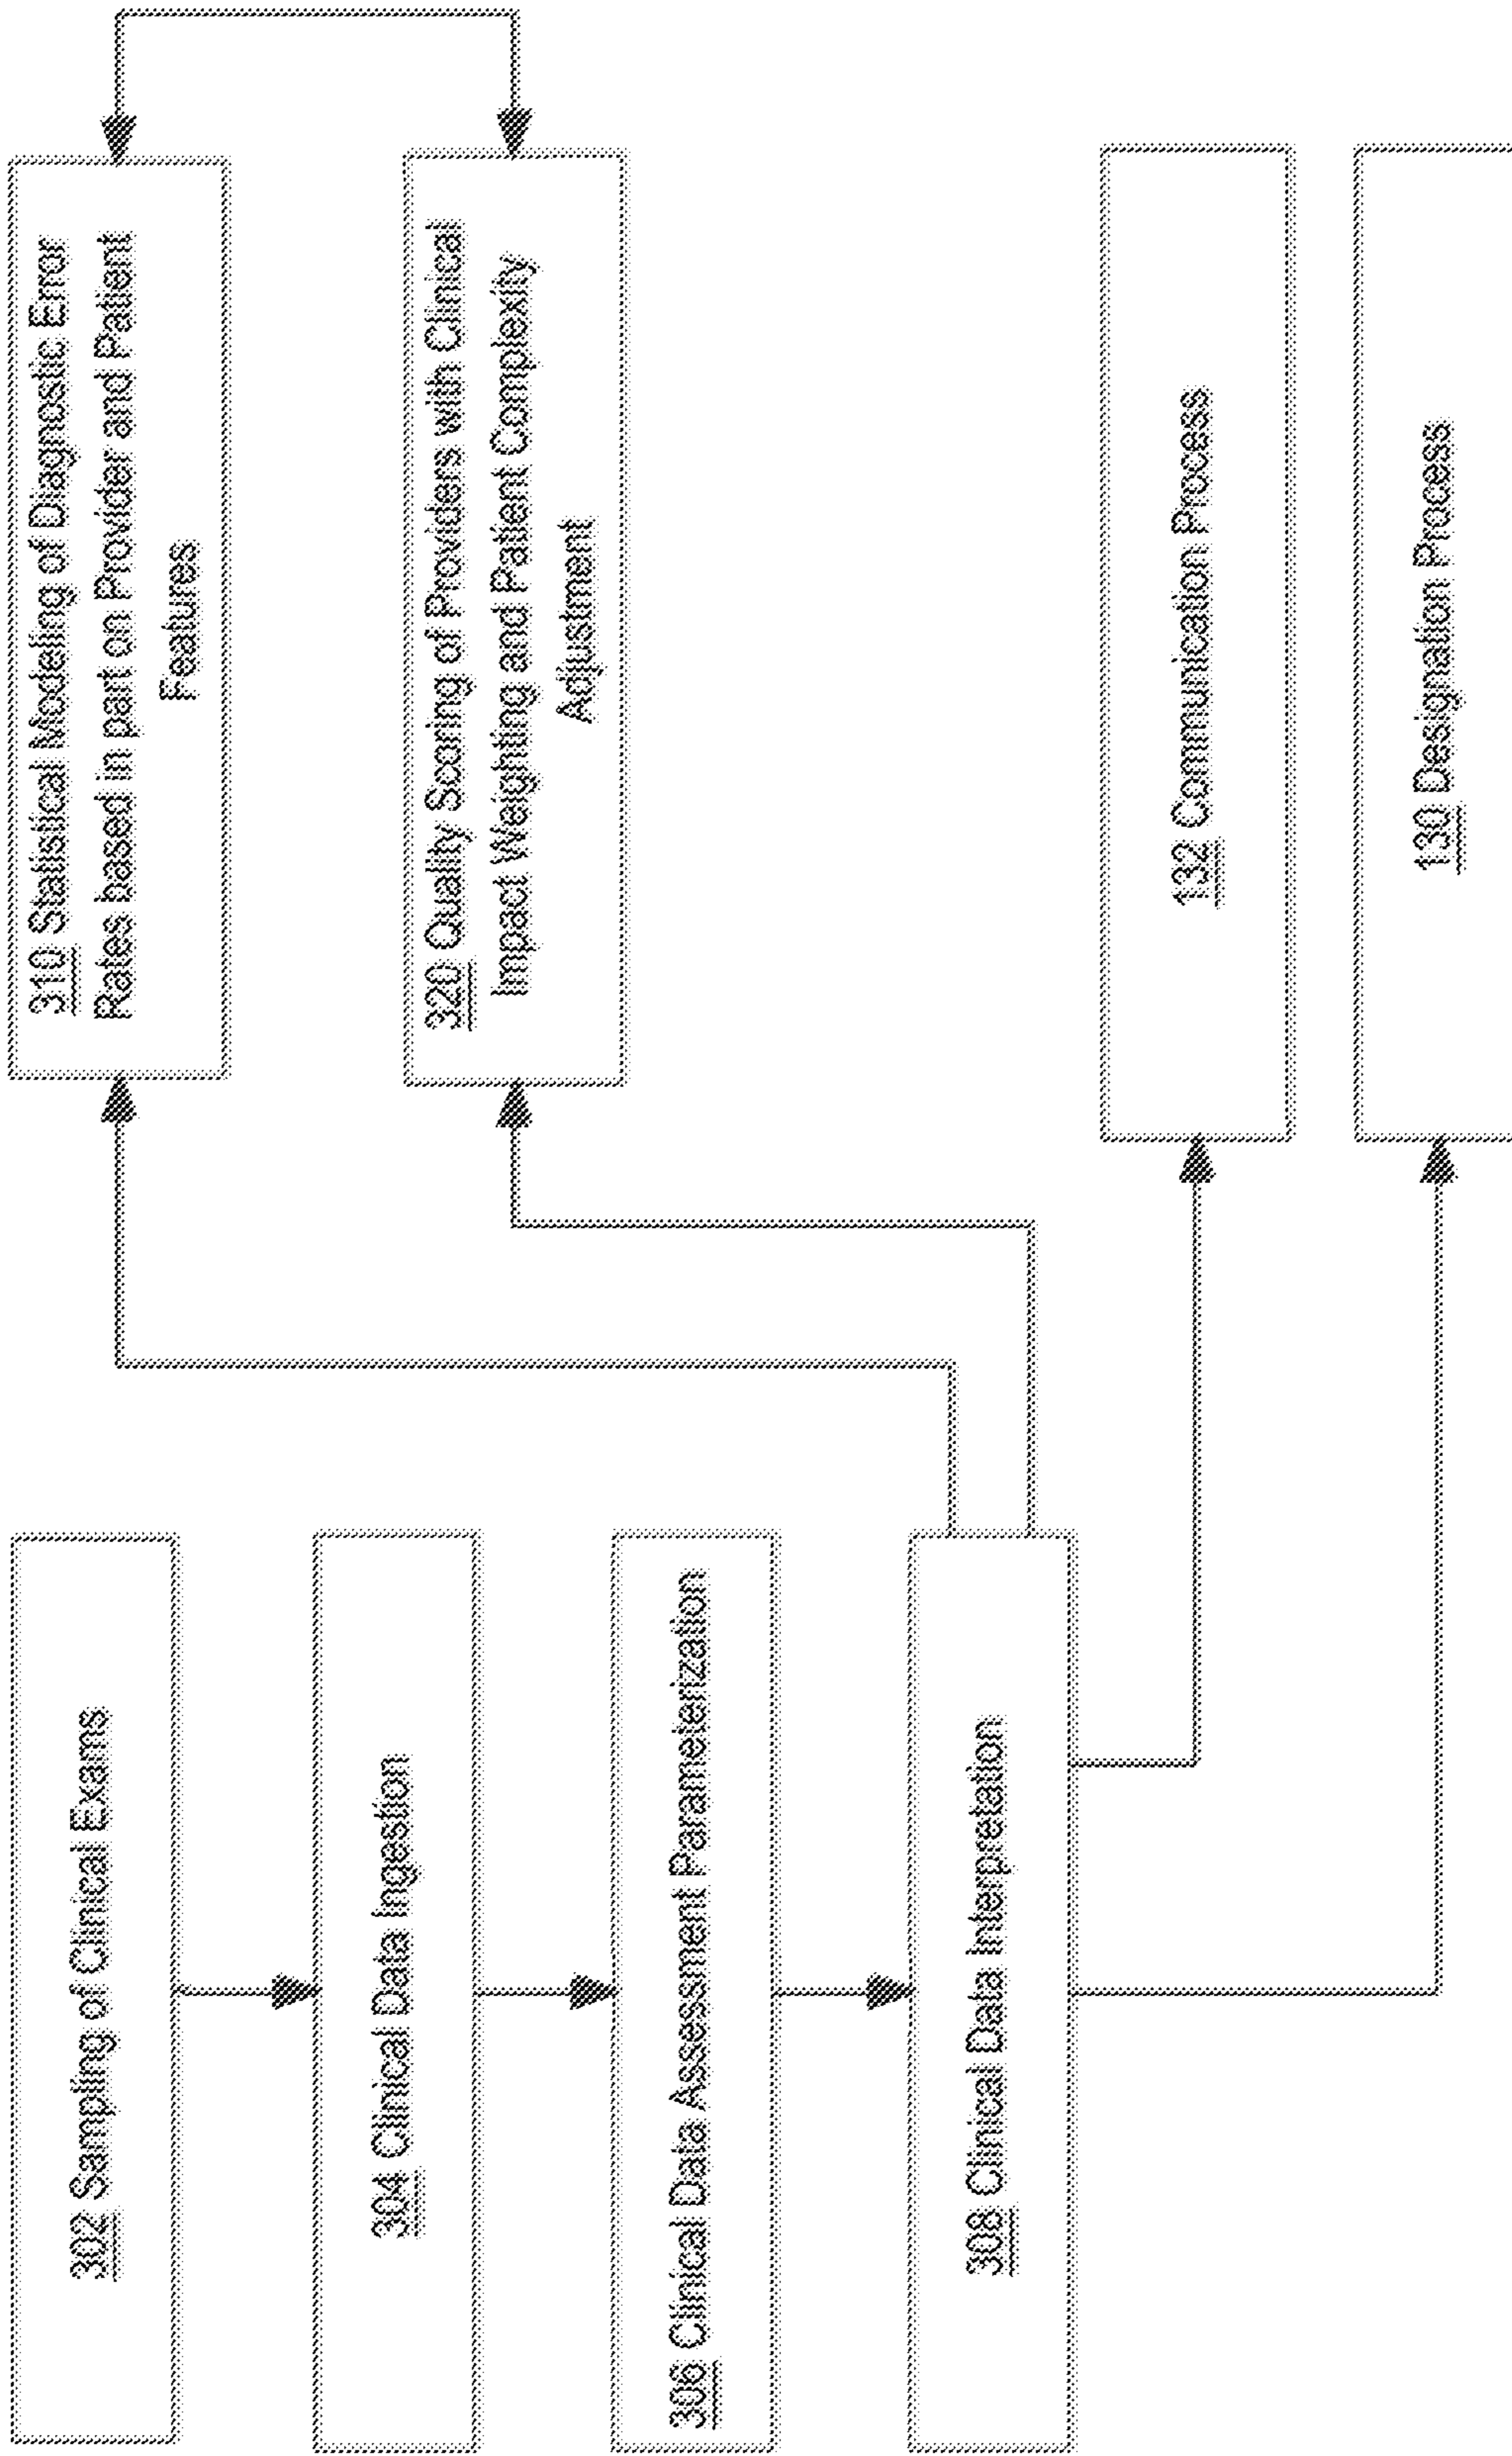 302 Sampling of Clinical Exams
304 Clinical Data Ingestion
306 Clinical Data Assessment Parameterization
308 Clinical Data Interpretation
310 Statistical Modeling of Diagnostic Error
Rates based in part on Provider and Patient
Features
320 Quality Scoring of Providers with Clinical
Impact Weighting and Patient Complexity
Adjustment
132 Communication Process
130 Designation Process